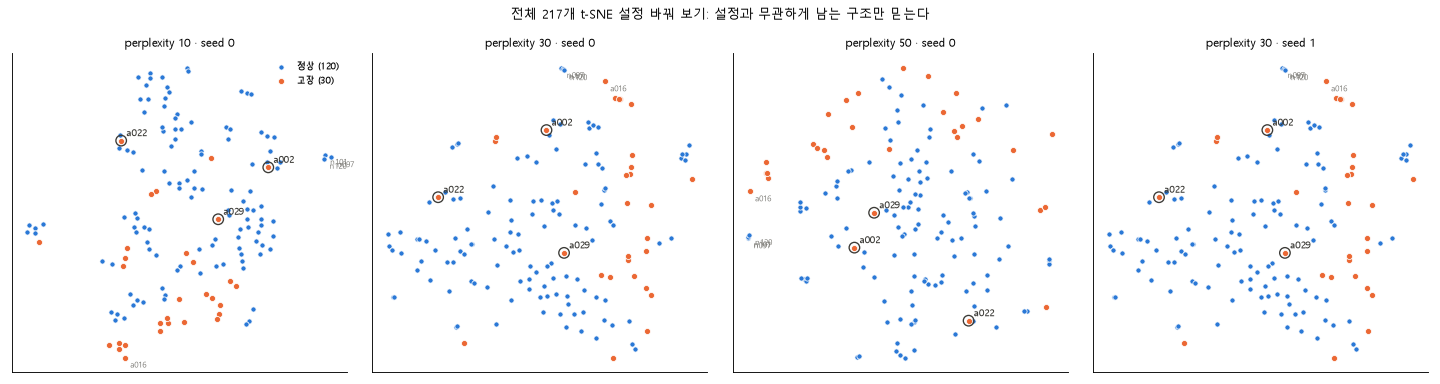 전체 217개 t-SNE 설정 바꿔 보기: 설정과 무관하게 남는 구조만 믿는다
perplexity 10 · seed 0
정상 (120)
고장 (30)
a022
a002
a029
a016
perplexity 30 · seed 0
a016
a002
a022
a029
perplexity 50 · seed 0
a016
a029
a002
a022
perplexity 30 · seed 1
a016
a002
a022
a029